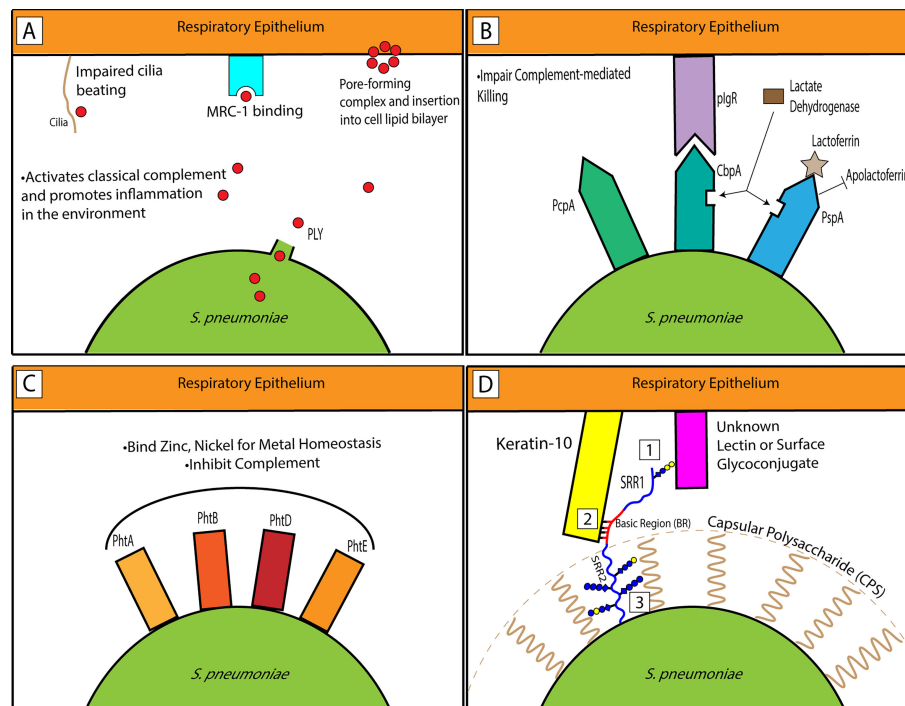 A
Respiratory Epithelium
Impaired cilia
beating
Cilia
MRC-1 binding
Pore-forming
complex and insertion
into cell lipid bilayer
•Activates classical complement
and promotes inflammation
in the environment
PLY
S. pneumoniae
B
Respiratory Epithelium
•Impair Complement-mediated
Killing
pIgR
Lactate
Dehydrogenase
Lactoferrin
CbpA
Apolactoferrin
PcpA
PspA
S. pneumoniae
C
Respiratory Epithelium
•Bind Zinc, Nickel for Metal Homeostasis
•Inhibit Complement
PhtA
PhtB
PhtD
PhtE
S. pneumoniae
D
Respiratory Epithelium
Keratin-10
1
Unknown
Lectin or Surface
Glycoconjugate
SRR1
2
Basic Region (BR)
Capsular Polysaccharide (CPS)
SRR2
3
S. pneumoniae